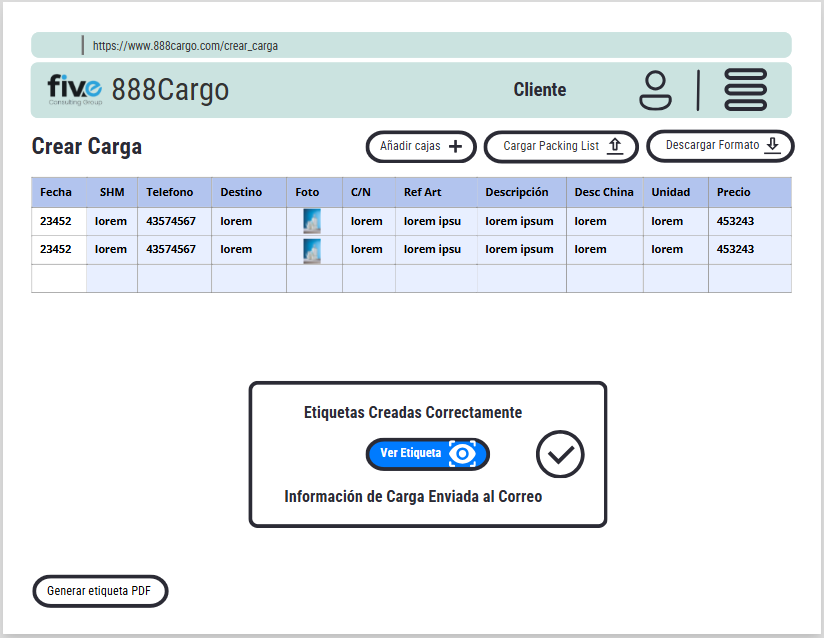 https://www.888cargo.com/crear_carga
five 888Cargo Cliente
Consulting Group
Crear Carga Añadir cajas Cargar Packing List Descargar Formato
Fecha SHM Telefono Destino Foto C/N Ref Art Descripción Desc China Unidad Precio
23452 lorem 43574567 lorem lorem lorem ipsu lorem ipsum lorem lorem 453243
23452 lorem 43574567 lorem lorem lorem ipsu lorem ipsum lorem lorem 453243
Etiquetas Creadas Correctamente
Ver Etiqueta
Información de Carga Enviada al Correo
Generar etiqueta PDF